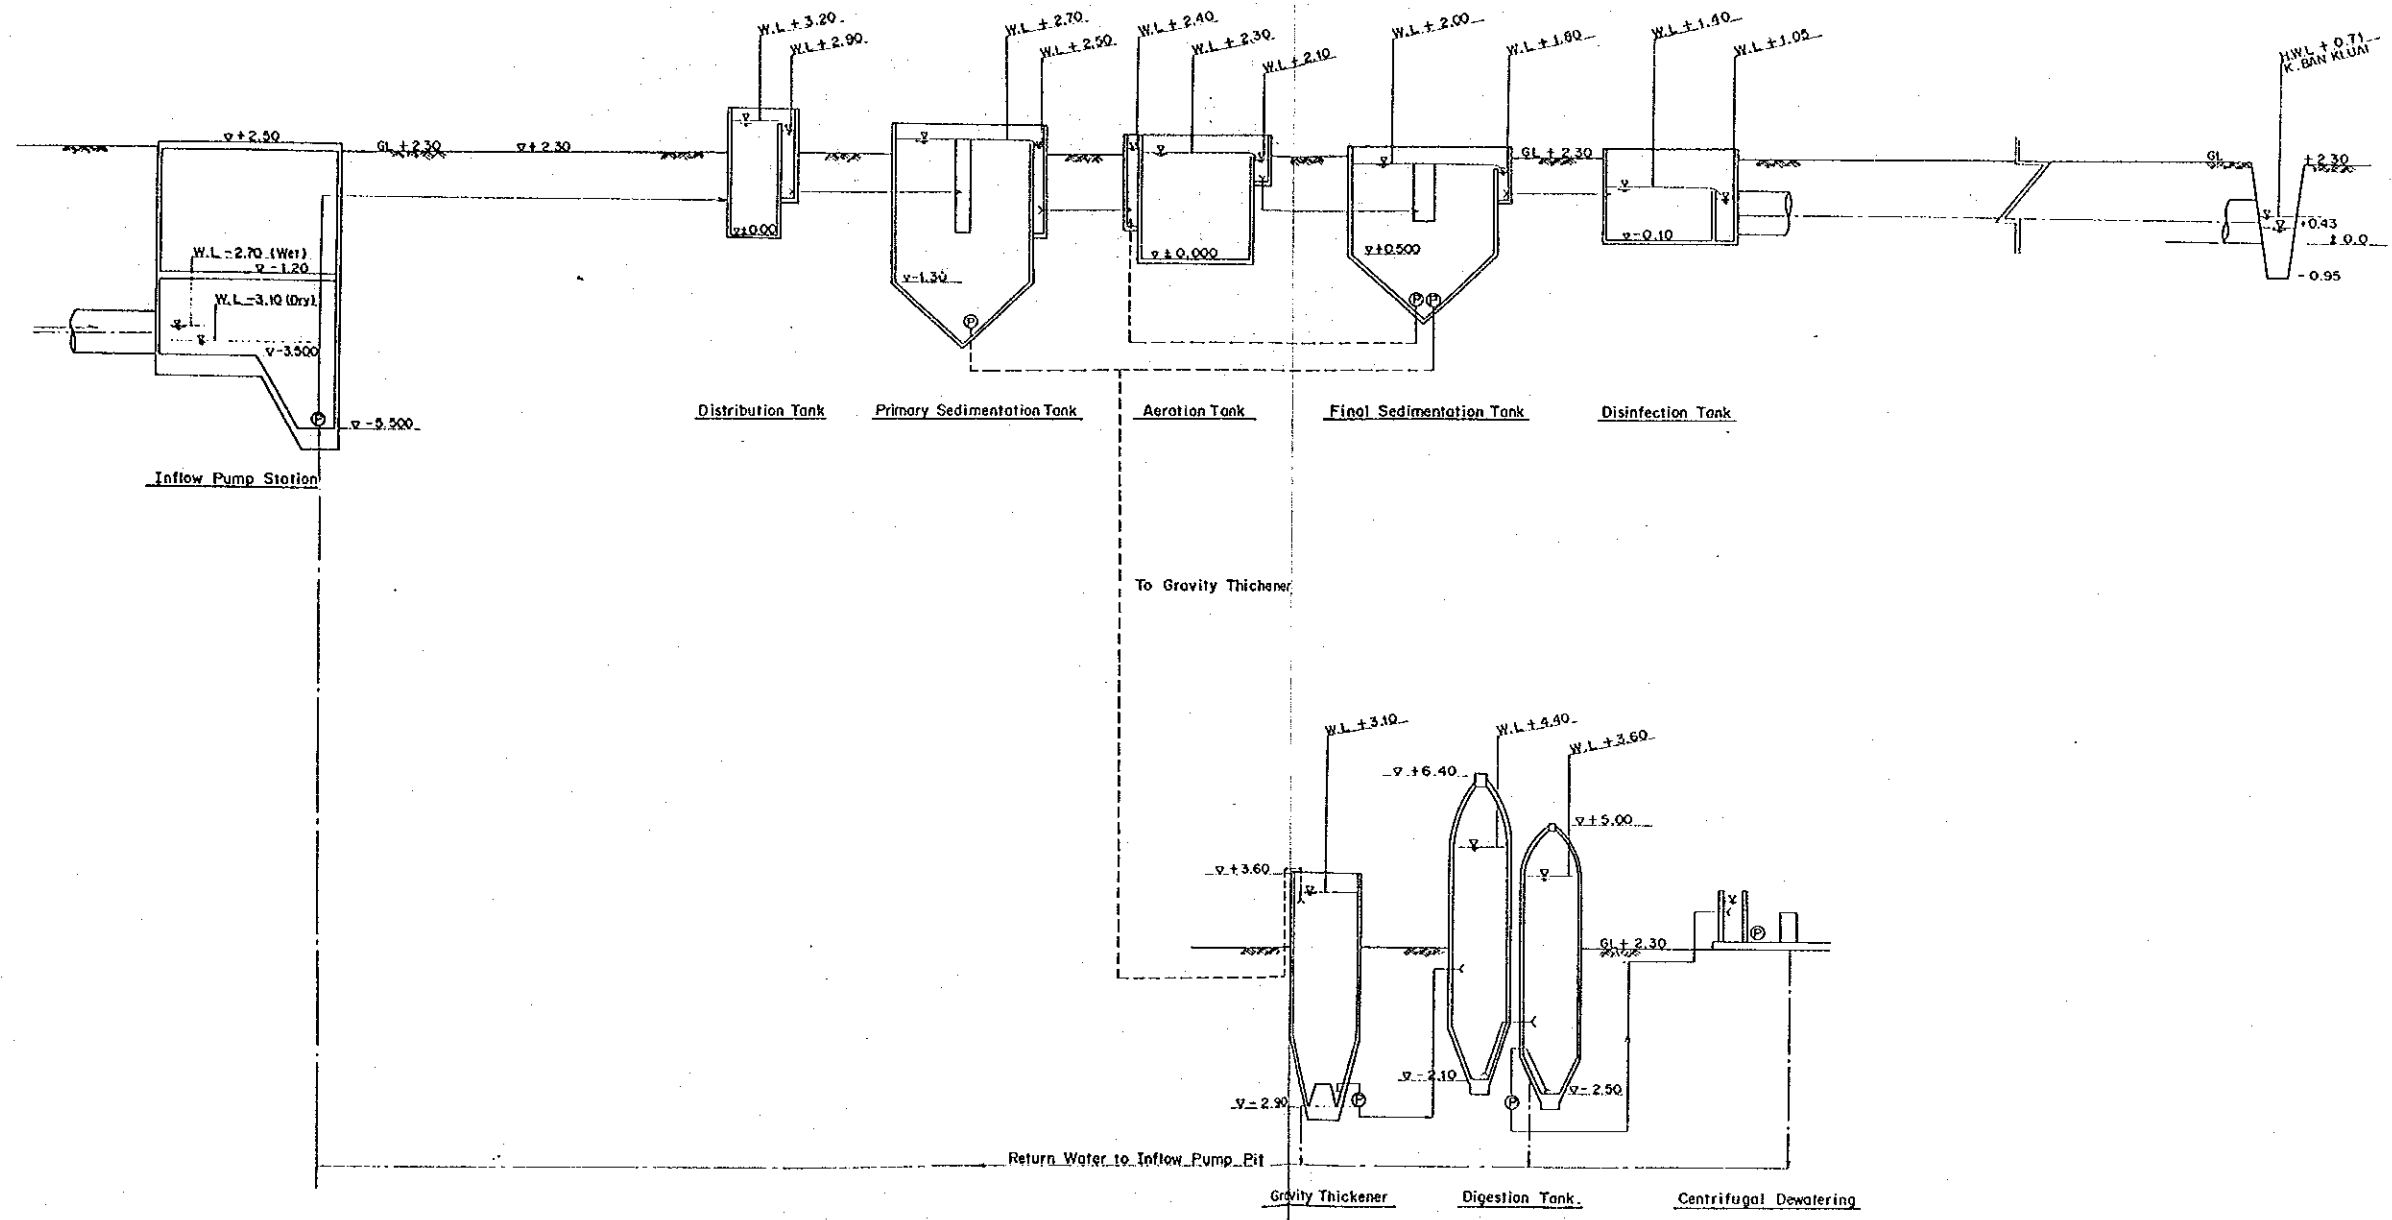 W.L + 3.20
W.L + 2.90
W.L + 2.70
W.L + 2.50
W.L + 2.40
W.L + 2.30
W.L + 2.10
W.L + 2.00
W.L + 1.80
W.L + 1.40
W.L + 1.05
H.W.L + 0.71
K. BAN KLUAI
▽+2.50
GL + 2.30
▽+2.30
GL + 2.30
GL
+2.30
W.L -2.70 (Wet)
▽ -1.20
W.L -3.10 (Dry)
▽-3.500
▽ -5.500
▽±0.00
▽-1.30
▽ ± 0.000
▽+0.500
▽-0.10
+0.43
± 0.0
- 0.95
P
P
P P
Distribution Tank
Primary Sedimentation Tank
Aeration Tank
Final Sedimentation Tank
Disinfection Tank
Inflow Pump Station
To Gravity Thichener
W.L +3.10
W.L + 4.40
W.L +3.60
▽ +6.40
▽+5.00
▽+3.60
GL+ 2.30
P
▽-2.10
▽-2.50
▽-2.90
P
P
Return Water to Inflow Pump Pit
Gravity Thickener
Digestion Tank.
Centrifugal Dewatering